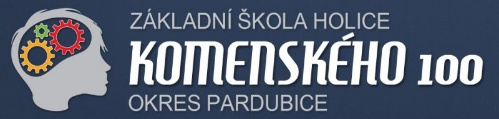 ZÁKLADNÍ ŠKOLA HOLICE
KOMENSKÉHO 100
OKRES PARDUBICE